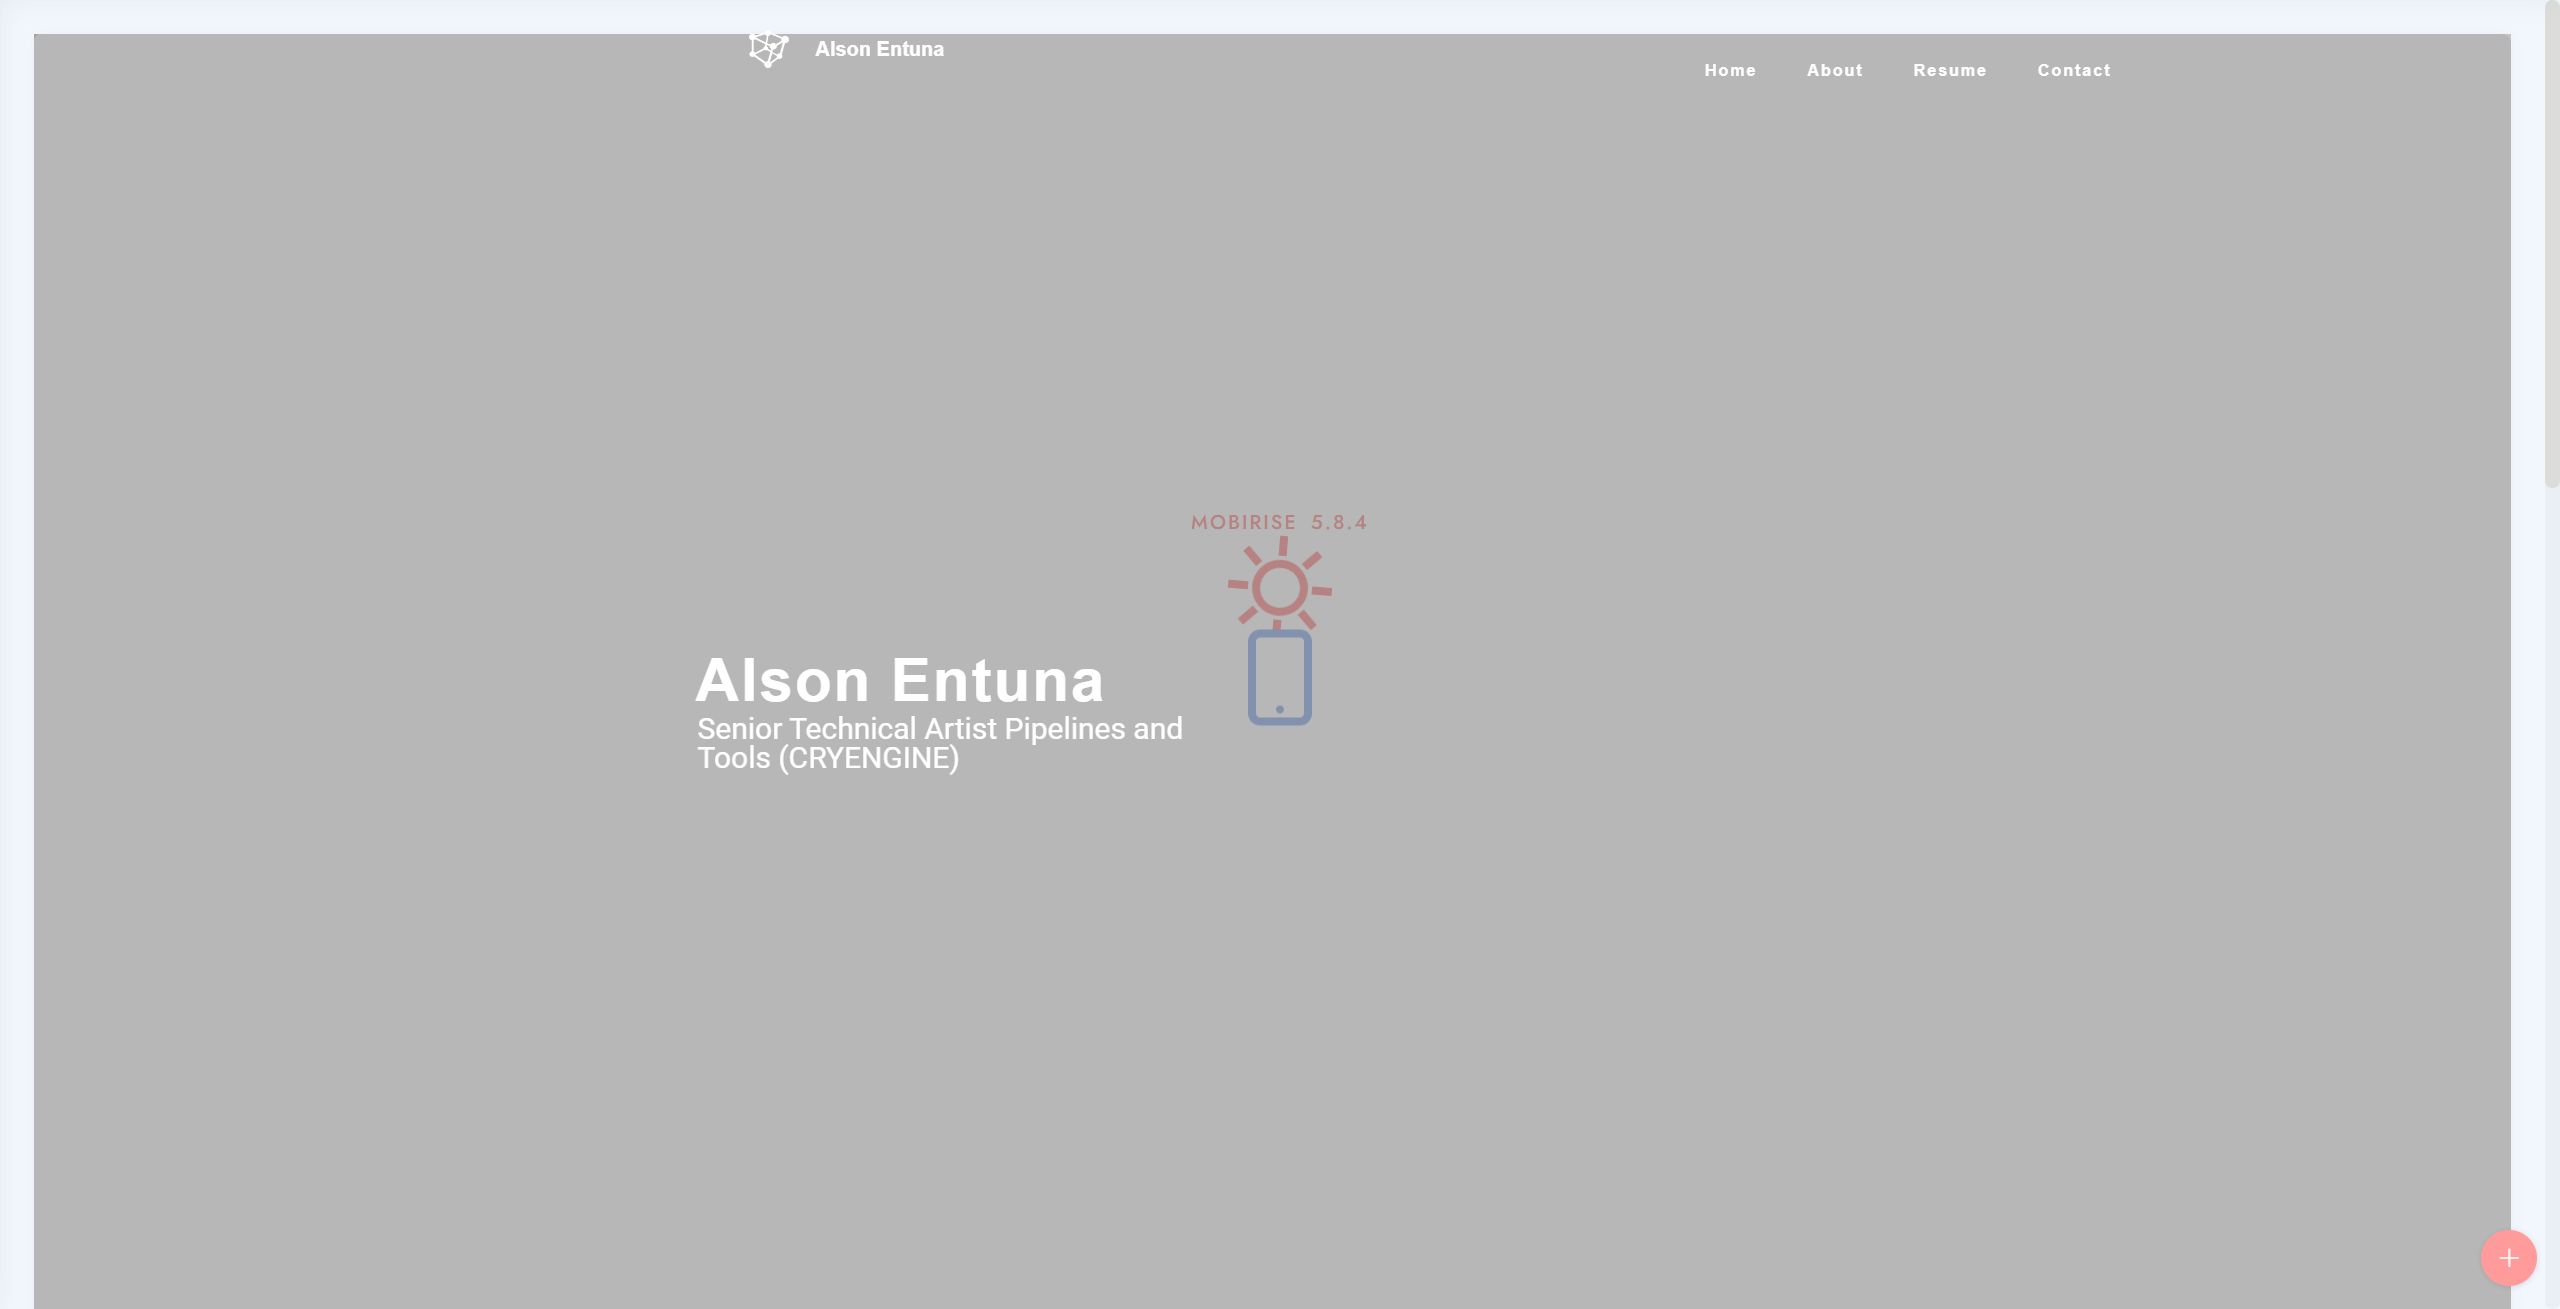 Alson Entuna
Home About Resume Contact
MOBIRISE 5.8.4
Alson Entuna
Senior Technical Artist Pipelines and
Tools (CRYENGINE)